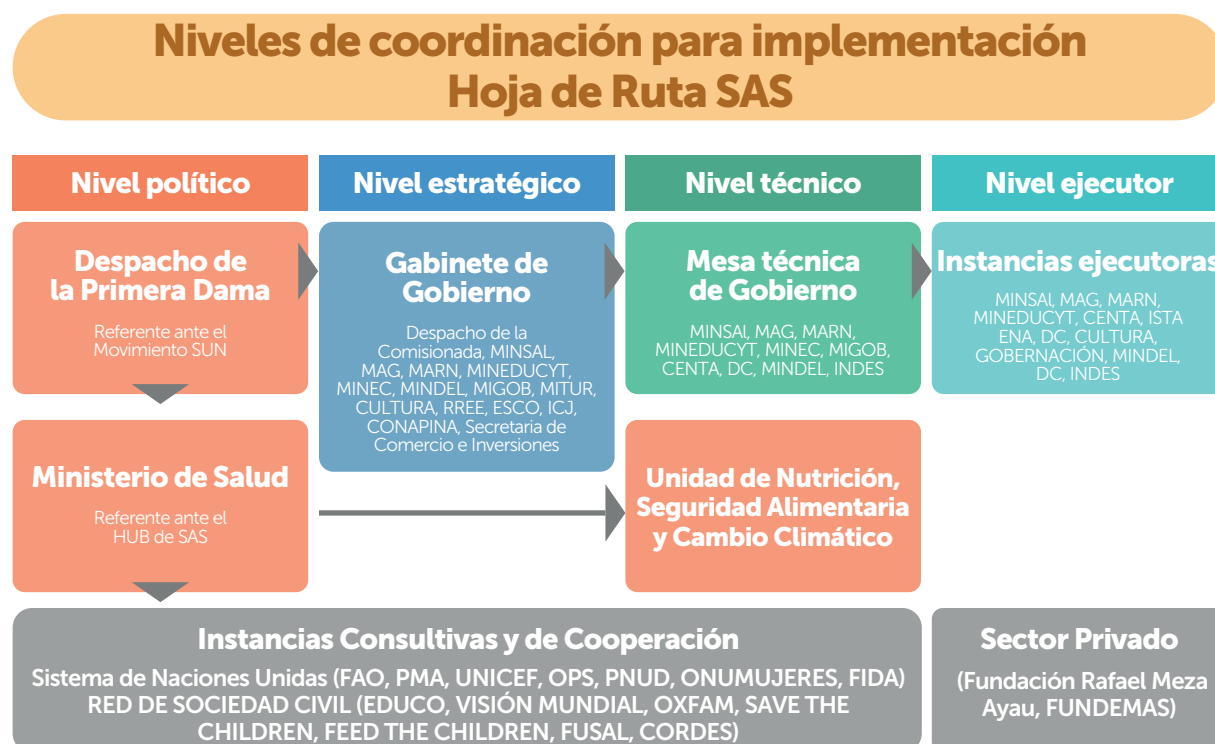 Niveles de coordinación para implementación
Hoja de Ruta SAS
Nivel político
Nivel estratégico
Nivel técnico
Nivel ejecutor
Despacho de
la Primera Dama
Referente ante el
Movimiento SUN
Gabinete de
Gobierno
Despacho de la
Comisionada, MINSAL,
MAG, MARN, MINEDUCYT,
MINEC, MINDEL, MIGOB, MITUR,
CULTURA, RREE, ESCO, ICJ,
CONAPINA, Secretaria de
Comercio e Inversiones
Mesa técnica
de Gobierno
MINSAl, MAG, MARN,
MINEDUCYT, MINEC, MIGOB,
CENTA, DC, MINDEL, INDES
Instancias ejecutoras
MINSAl, MAG, MARN,
MINEDUCYT, CENTA, ISTA
ENA, DC, CULTURA,
GOBERNACIÓN, MINDEL,
DC, INDES
Ministerio de Salud
Referente ante el
HUB de SAS
Unidad de Nutrición,
Seguridad Alimentaria
y Cambio Climático
Instancias Consultivas y de Cooperación
Sistema de Naciones Unidas (FAO, PMA, UNICEF, OPS, PNUD, ONUMUJERES, FIDA)
RED DE SOCIEDAD CIVIL (EDUCO, VISIÓN MUNDIAL, OXFAM, SAVE THE
CHILDREN, FEED THE CHILDREN, FUSAL, CORDES)
Sector Privado
(Fundación Rafael Meza
Ayau, FUNDEMAS)